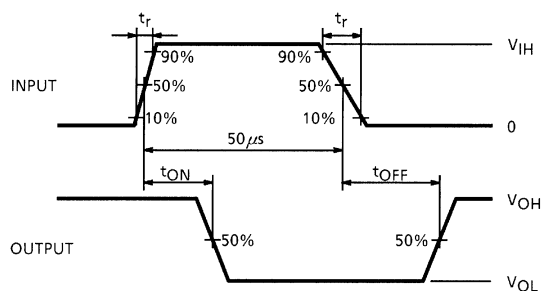 tr tr
90% 90% VIH
INPUT 50% 50%
10% 10% 0
50μs
tON tOFF
VOH
OUTPUT 50% 50%
VOL